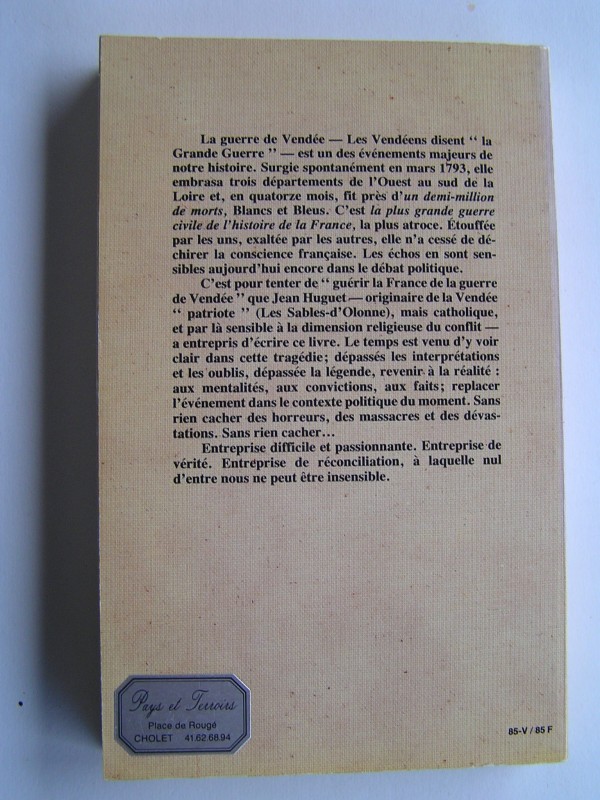 La guerre de Vendée — Les Vendéens disent “ la
Grande Guerre ” — est un des événements majeurs de
notre histoire. Surgie spontanément en mars 1793, elle
embrasa trois départements de l’Ouest au sud de la
Loire et, en quatorze mois, fit près d’un demi-million
de morts, Blancs et Bleus. C’est la plus grande guerre
civile de l’histoire de la France, la plus atroce. Étouffée
par les uns, exaltée par les autres, elle n’a cessé de dé-
chirer la conscience française. Les échos en sont sen-
sibles aujourd’hui encore dans le débat politique.
C’est pour tenter de “ guérir la France de la guerre
de Vendée ” que Jean Huguet — originaire de la Vendée
“ patriote ” (Les Sables-d’Olonne), mais catholique,
et par là sensible à la dimension religieuse du conflit —
a entrepris d’écrire ce livre. Le temps est venu d’y voir
clair dans cette tragédie ; dépassés les interprétations
et les oublis, dépassée la légende, revenir à la réalité :
aux mentalités, aux convictions, aux faits ; replacer
l’événement dans le contexte politique du moment. Sans
rien cacher des horreurs, des massacres et des dévas-
tations. Sans rien cacher...
Entreprise difficile et passionnante. Entreprise de
vérité. Entreprise de réconciliation, à laquelle nul
d’entre nous ne peut être insensible.
Pays et Terroirs
Place de Rougé
CHOLET 41.62.68.94
85-V / 85 F